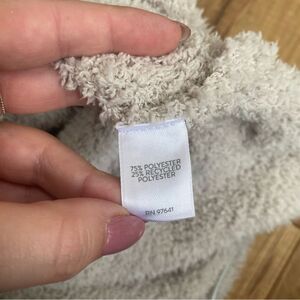 75% POLYESTER
25% RECYCLED
POLYESTER
RN 97641